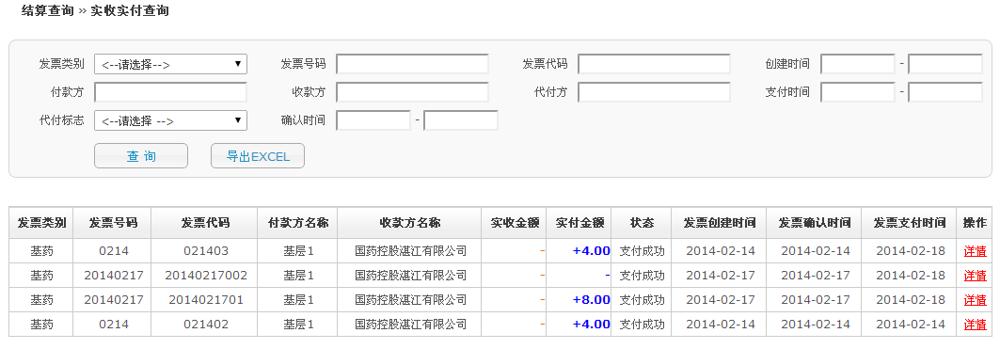 结算查询 » 实收实付查询
发票类别 <--请选择--> 发票号码 发票代码 创建时间 -
付款方 收款方 代付方 支付时间 -
代付标志 <--请选择 --> 确认时间 -
查 询 导出EXCEL
发票类别 发票号码 发票代码 付款方名称 收款方名称 实收金额 实付金额 状态 发票创建时间 发票确认时间 发票支付时间 操作
基药 0214 021403 基层1 国药控股湛江有限公司 - +4.00 支付成功 2014-02-14 2014-02-14 2014-02-18 详情
基药 20140217 20140217002 基层1 国药控股湛江有限公司 - - 支付成功 2014-02-17 2014-02-17 2014-02-18 详情
基药 20140217 2014021701 基层1 国药控股湛江有限公司 - +8.00 支付成功 2014-02-17 2014-02-17 2014-02-18 详情
基药 0214 021402 基层1 国药控股湛江有限公司 - +4.00 支付成功 2014-02-14 2014-02-14 2014-02-14 详情